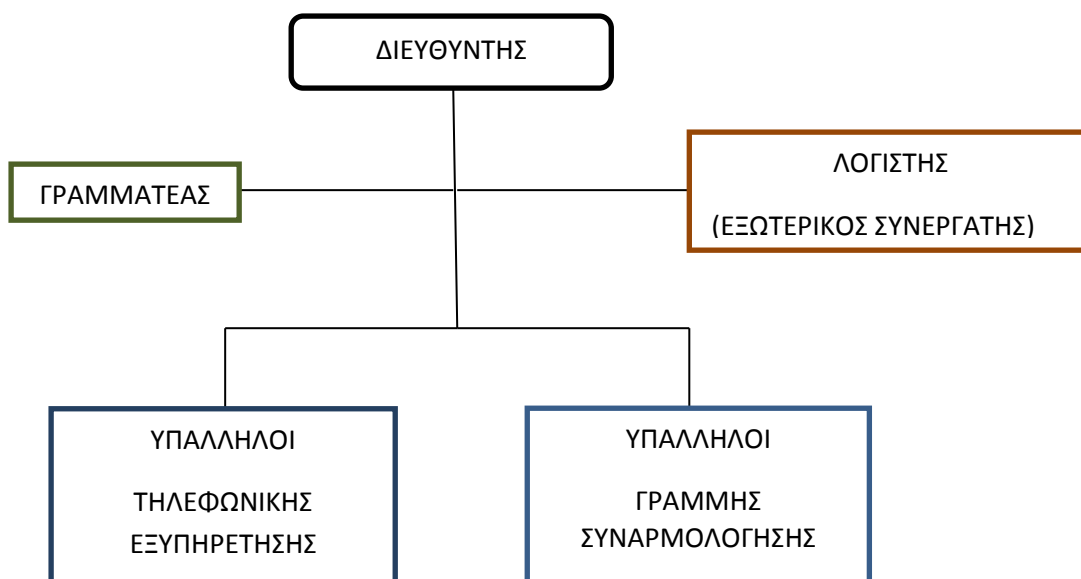 ΔΙΕΥΘΥΝΤΗΣ
ΓΡΑΜΜΑΤΕΑΣ
ΛΟΓΙΣΤΗΣ
(ΕΞΩΤΕΡΙΚΟΣ ΣΥΝΕΡΓΑΤΗΣ)
ΥΠΑΛΛΗΛΟΙ
ΤΗΛΕΦΩΝΙΚΗΣ
ΕΞΥΠΗΡΕΤΗΣΗΣ
ΥΠΑΛΛΗΛΟΙ
ΓΡΑΜΜΗΣ
ΣΥΝΑΡΜΟΛΟΓΗΣΗΣ